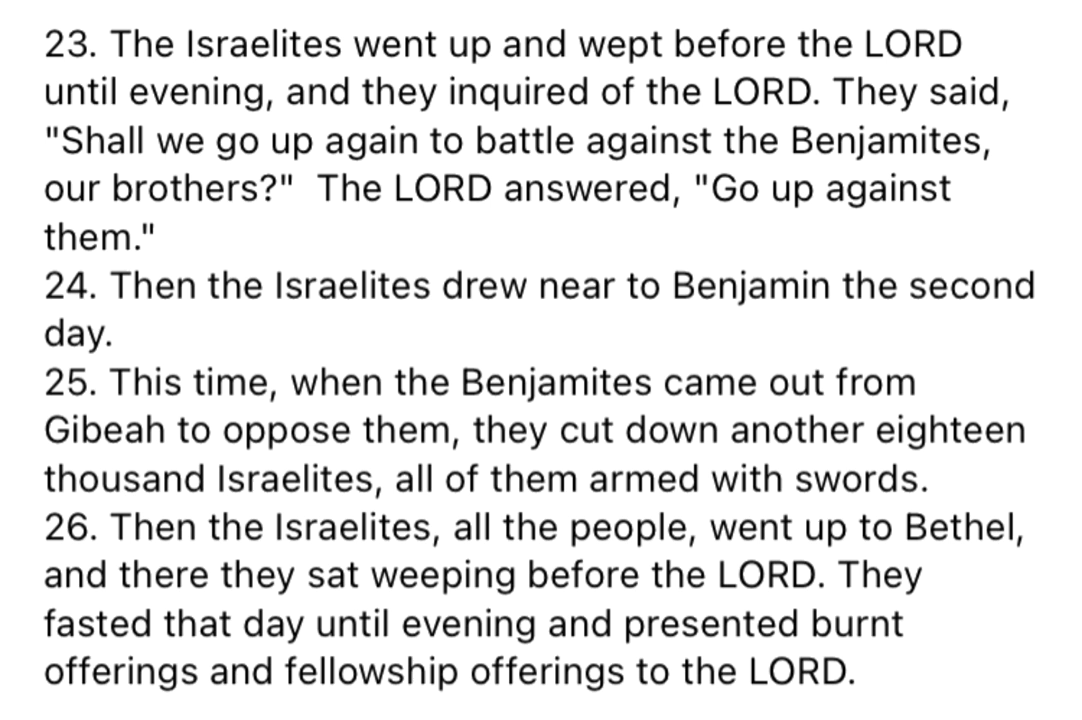 23. The Israelites went up and wept before the LORD
until evening, and they inquired of the LORD. They said,
"Shall we go up again to battle against the Benjamites,
our brothers?"  The LORD answered, "Go up against
them."
24. Then the Israelites drew near to Benjamin the second
day.
25. This time, when the Benjamites came out from
Gibeah to oppose them, they cut down another eighteen
thousand Israelites, all of them armed with swords.
26. Then the Israelites, all the people, went up to Bethel,
and there they sat weeping before the LORD. They
fasted that day until evening and presented burnt
offerings and fellowship offerings to the LORD.